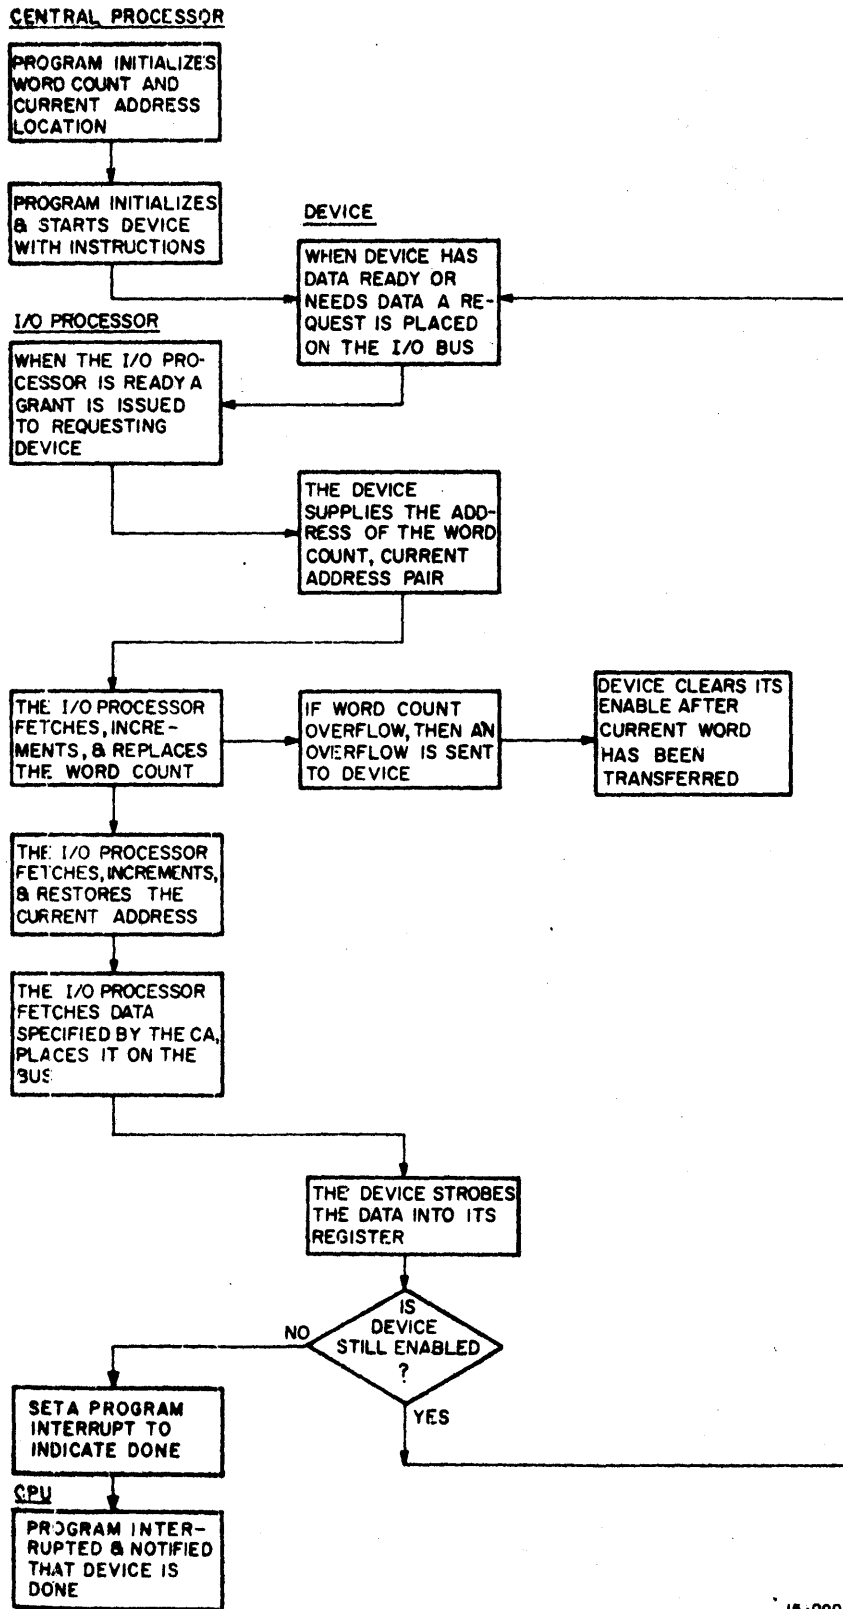 CENTRAL PROCESSOR
PROGRAM INITIALIZES
WORD COUNT AND
CURRENT ADDRESS
LOCATION
PROGRAM INITIALIZES
& STARTS DEVICE
WITH INSTRUCTIONS
DEVICE
WHEN DEVICE HAS
DATA READY OR
NEEDS DATA A RE-
QUEST IS PLACED
ON THE I/O BUS
I/O PROCESSOR
WHEN THE I/O PRO-
CESSOR IS READY A
GRANT IS ISSUED
TO REQUESTING
DEVICE
THE DEVICE
SUPPLIES THE ADD-
RESS OF THE WORD
COUNT, CURRENT
ADDRESS PAIR
THE I/O PROCESSOR
FETCHES, INCRE-
MENTS, & REPLACES
THE WORD COUNT
IF WORD COUNT
OVERFLOW, THEN AN
OVERFLOW IS SENT
TO DEVICE
DEVICE CLEARS ITS
ENABLE AFTER
CURRENT WORD
HAS BEEN
TRANSFERRED
THE I/O PROCESSOR
FETCHES, INCREMENTS,
& RESTORES THE
CURRENT ADDRESS
THE I/O PROCESSOR
FETCHES DATA
SPECIFIED BY THE CA,
PLACES IT ON THE
BUS
THE DEVICE STROBES
THE DATA INTO ITS
REGISTER
IS
DEVICE
STILL ENABLED
?
NO
YES
SET A PROGRAM
INTERRUPT TO
INDICATE DONE
CPU
PROGRAM INTER-
RUPTED & NOTIFIED
THAT DEVICE IS
DONE